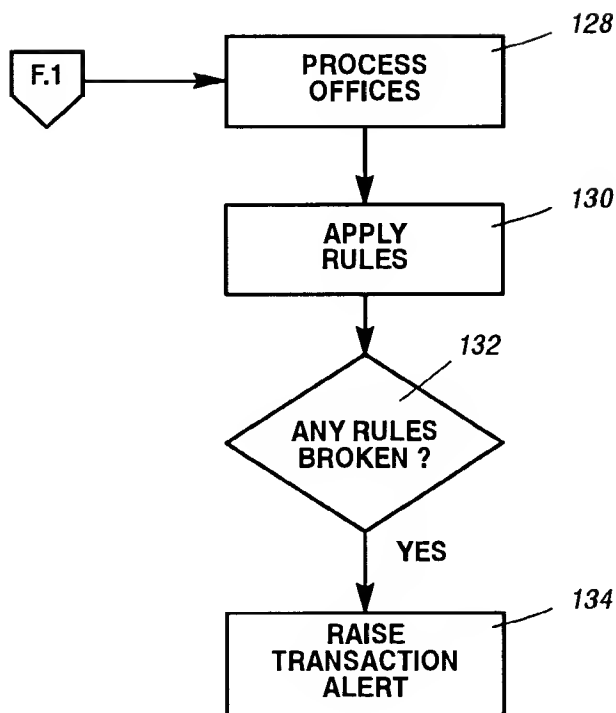 128
F.1
PROCESS
OFFICES
130
APPLY
RULES
132
ANY RULES
BROKEN ?
YES
134
RAISE
TRANSACTION
ALERT